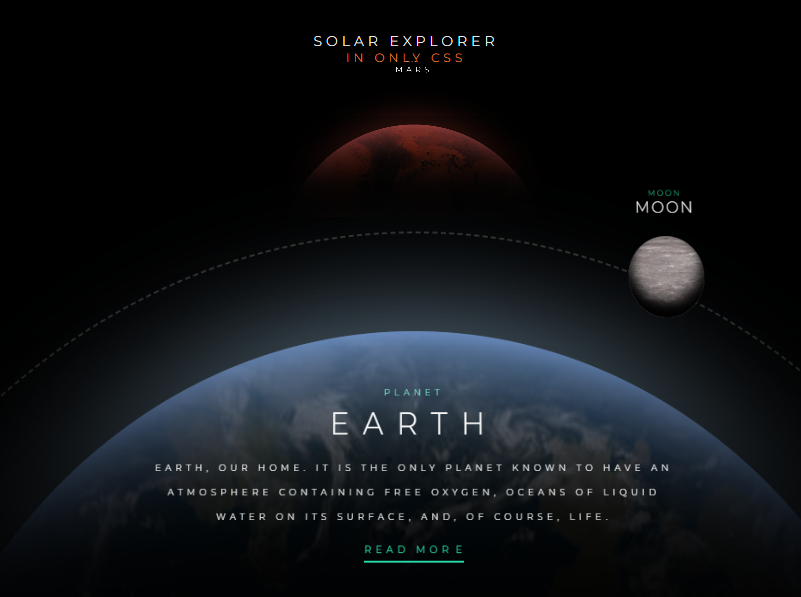 SOLAR EXPLORER
IN ONLY CSS
MARS
MOON
MOON
PLANET
EARTH
EARTH, OUR HOME. IT IS THE ONLY PLANET KNOWN TO HAVE AN
ATMOSPHERE CONTAINING FREE OXYGEN, OCEANS OF LIQUID
WATER ON ITS SURFACE, AND, OF COURSE, LIFE.
READ MORE